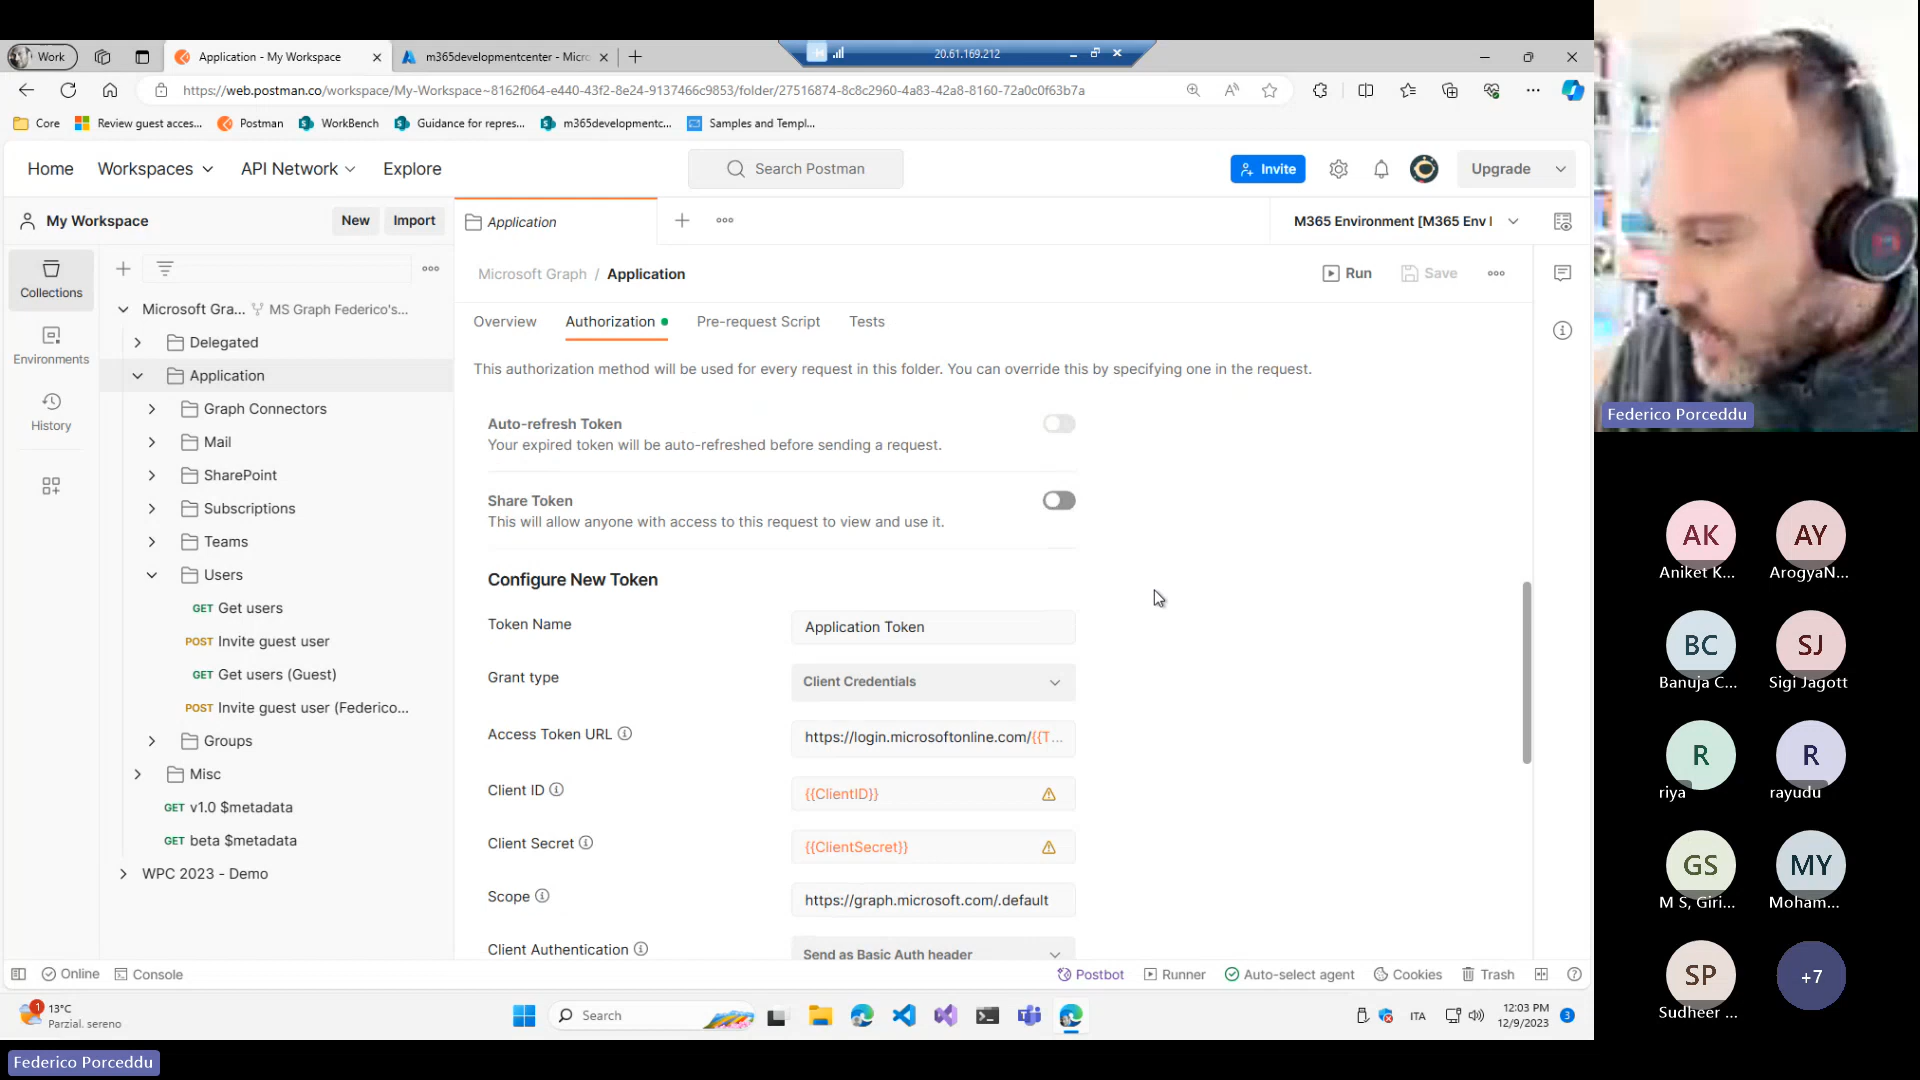 Work
Application - My Workspace
m365developmentcenter - Micro
20.61.169.212
https://web.postman.co/workspace/My-Workspace~8162f064-e440-43f2-8e24-9137466c9853/folder/27516874-8c8c2960-4a83-42a8-8160-72a0c0f63b7a
Core
Review guest acces...
Postman
WorkBench
Guidance for repres...
m365developmentc...
Samples and Templ...
Home
Workspaces
API Network
Explore
Search Postman
Invite
Upgrade
My Workspace
New
Import
Application
M365 Environment [M365 Env
Collections
Environments
History
Microsoft Gra...
MS Graph Federico's...
Delegated
Application
Graph Connectors
Mail
SharePoint
Subscriptions
Teams
Users
GET Get users
POST Invite guest user
GET Get users (Guest)
POST Invite guest user (Federico...
Groups
Misc
GET v1.0 $metadata
GET beta $metadata
WPC 2023 - Demo
Microsoft Graph / Application
Run
Save
Overview
Authorization
Pre-request Script
Tests
This authorization method will be used for every request in this folder. You can override this by specifying one in the request.
Auto-refresh Token
Your expired token will be auto-refreshed before sending a request.
Share Token
This will allow anyone with access to this request to view and use it.
Configure New Token
Token Name
Application Token
Grant type
Client Credentials
Access Token URL
https://login.microsoftonline.com/{{T...
Client ID
{{ClientID}}
Client Secret
{{ClientSecret}}
Scope
https://graph.microsoft.com/.default
Client Authentication
Send as Basic Auth header
Online
Console
Postbot
Runner
Auto-select agent
Cookies
Trash
1
13°C
Parzial. sereno
Search
ITA
12:03 PM
12/9/2023
3
Federico Porceddu
Federico Porceddu
AK
Aniket K...
AY
ArogyaN...
BC
Banuja C...
SJ
Sigi Jagott
R
riya
R
rayudu
GS
M S, Giri...
MY
Moham...
SP
Sudheer ...
+7